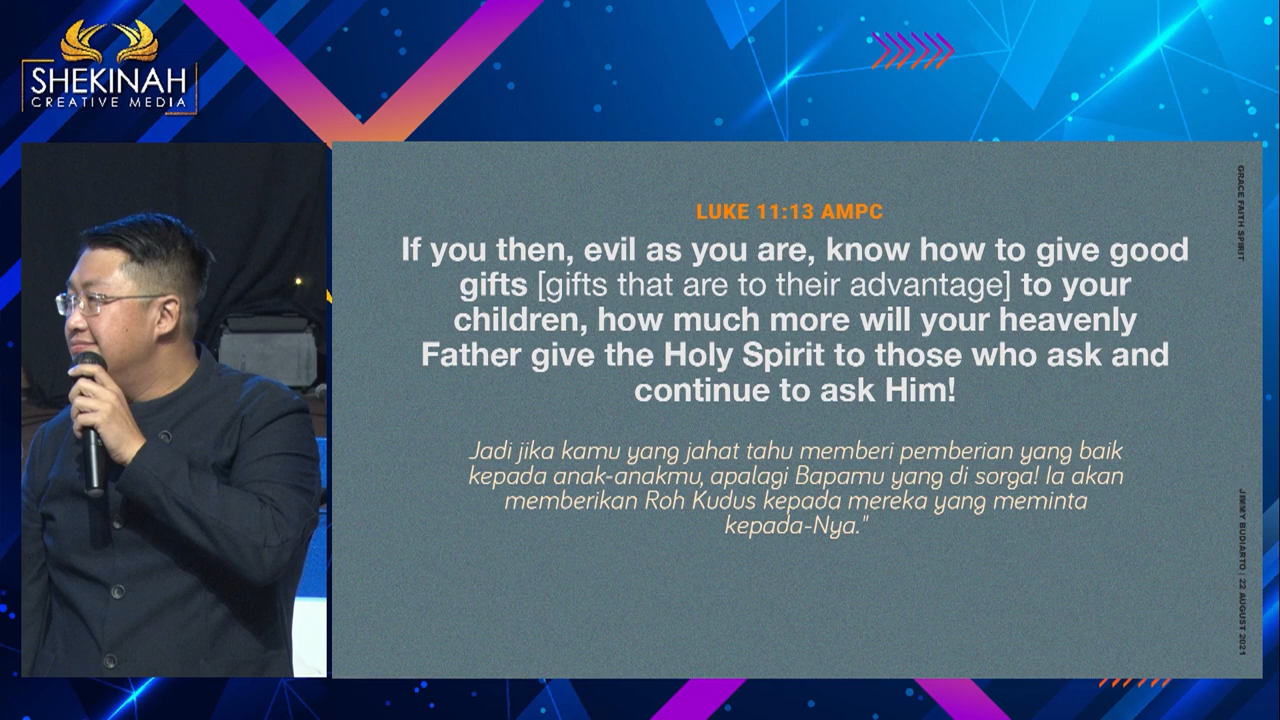 SHEKINAH
CREATIVE MEDIA
LUKE 11:13 AMPC
If you then, evil as you are, know how to give good
gifts [gifts that are to their advantage] to your
children, how much more will your heavenly
Father give the Holy Spirit to those who ask and
continue to ask Him!
Jadi jika kamu yang jahat tahu memberi pemberian yang baik
kepada anak-anakmu, apalagi Bapamu yang di sorga! Ia akan
memberikan Roh Kudus kepada mereka yang meminta
kepada-Nya."
GRACE FAITH SPIRIT
JIMMY BUDIARTO | 22 AUGUST 2021